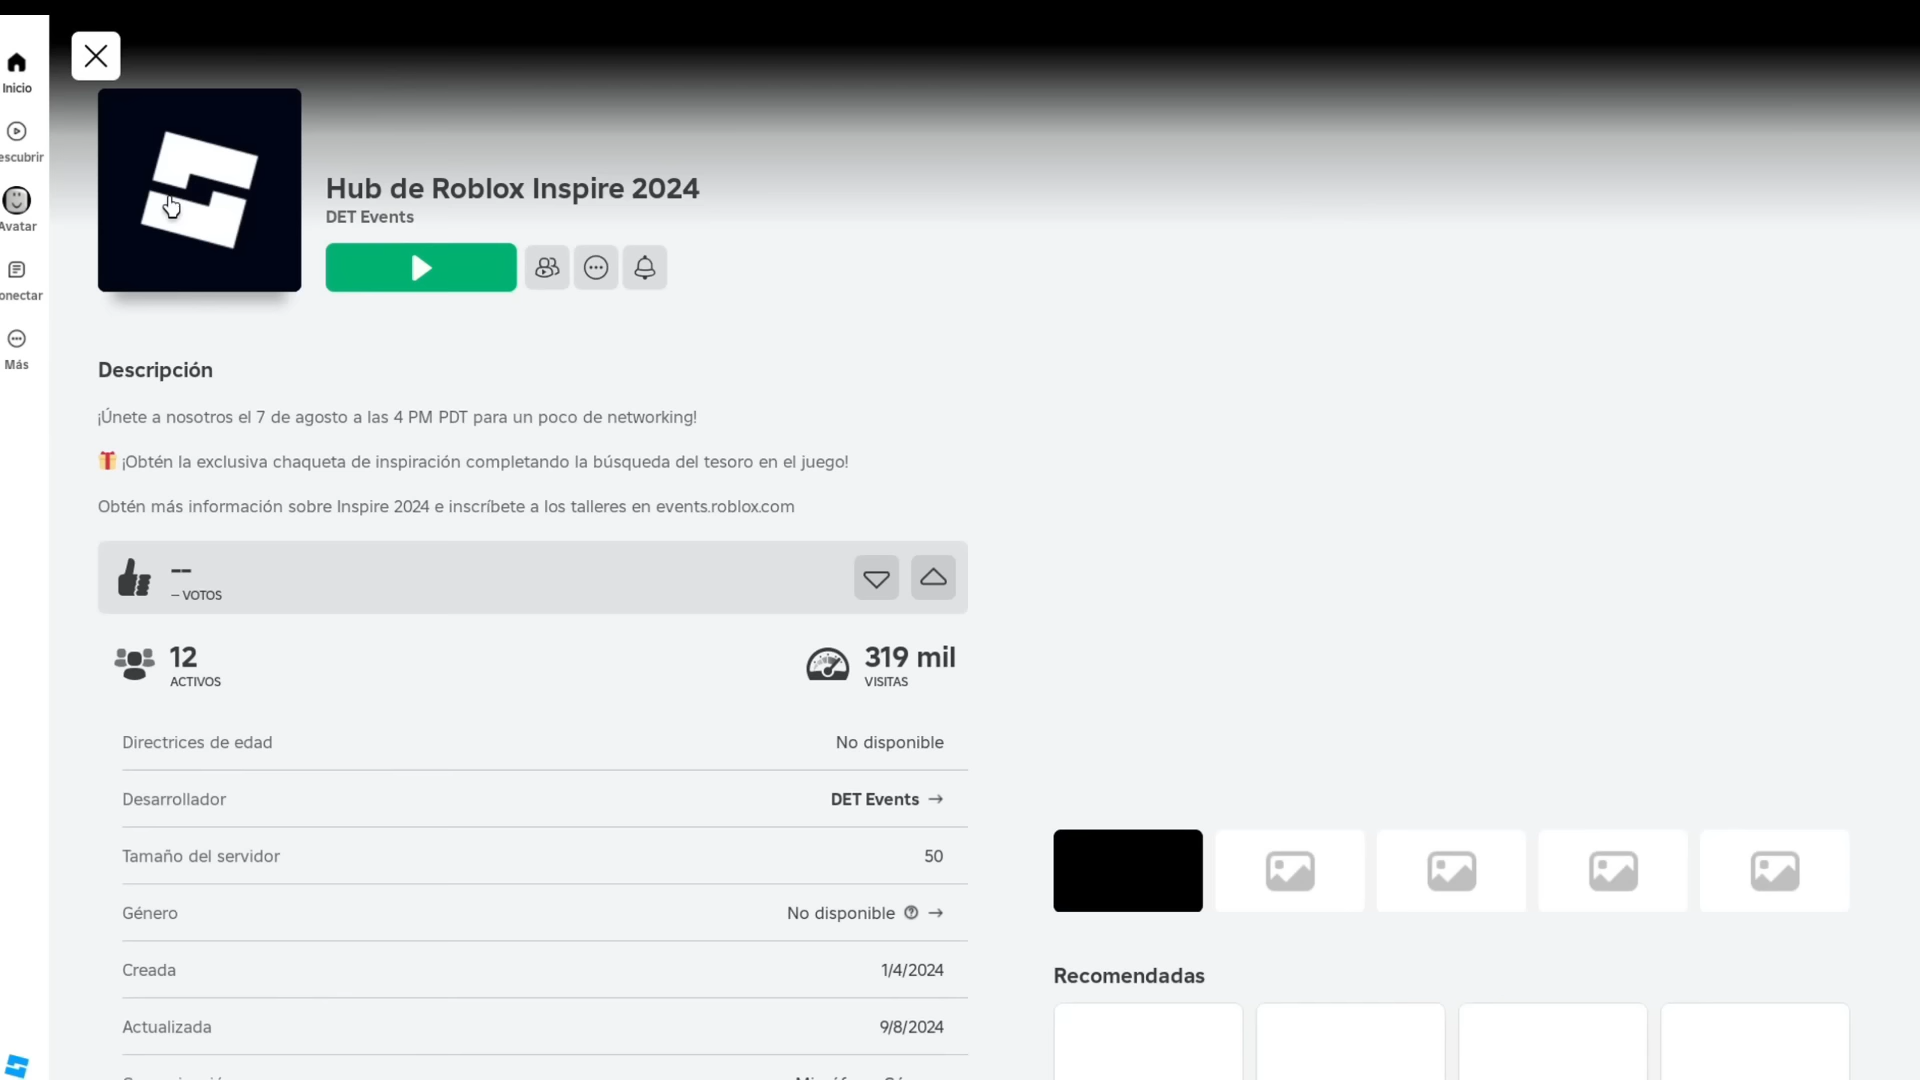 Inicio
escubrir
Avatar
onectar
Más
Hub de Roblox Inspire 2024
DET Events
Descripción
¡Únete a nosotros el 7 de agosto a las 4 PM PDT para un poco de networking!
🎁 ¡Obtén la exclusiva chaqueta de inspiración completando la búsqueda del tesoro en el juego!
Obtén más información sobre Inspire 2024 e inscríbete a los talleres en events.roblox.com
--
– VOTOS
12
ACTIVOS
319 mil
VISITAS
Directrices de edad No disponible
Desarrollador DET Events →
Tamaño del servidor 50
Género No disponible →
Creada 1/4/2024
Actualizada 9/8/2024
Recomendadas